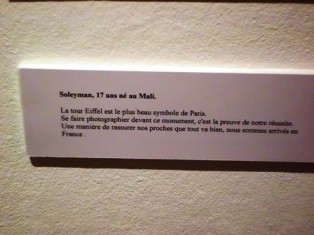 Soleyman, 17 ans né au Mali.
La tour Eiffel est le plus beau symbole de Paris.
Se faire photographier devant ce monument, c'est la preuve de notre réussite.
Une manière de rassurer nos proches que tout va bien, nous sommes arrivés en
France .